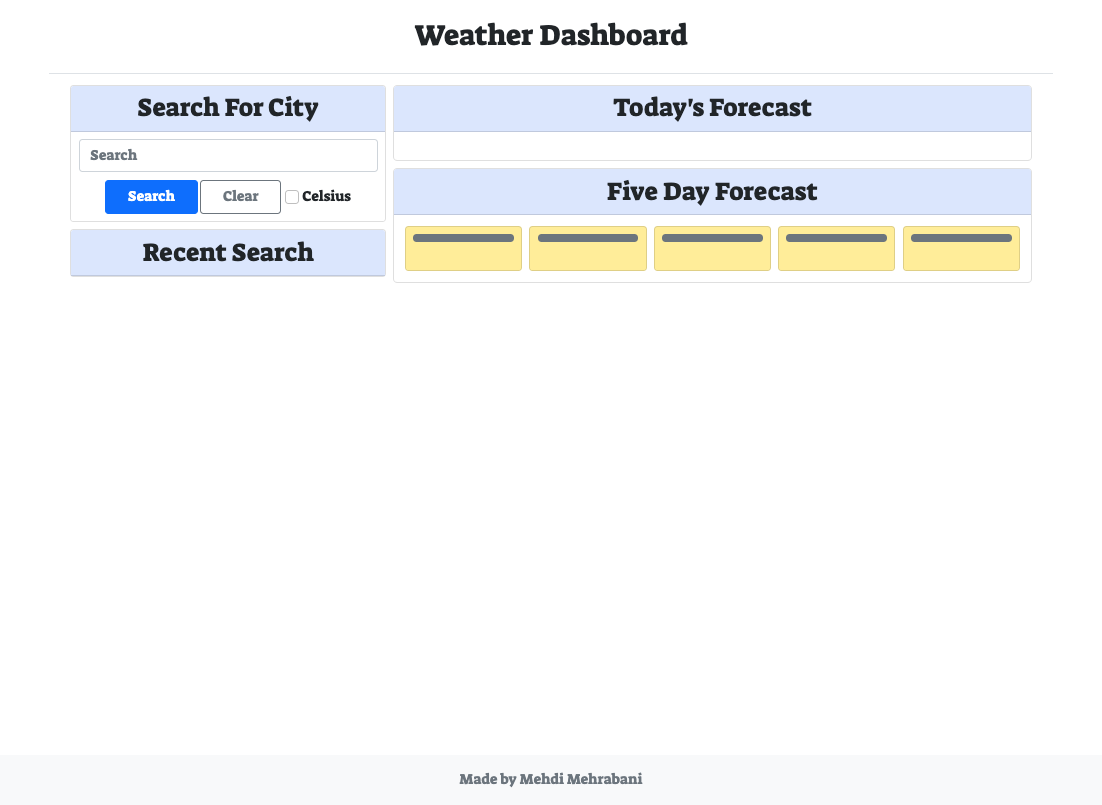 Weather Dashboard
Search For City
Search
Search
Clear
Celsius
Recent Search
Today's Forecast
Five Day Forecast
Made by Mehdi Mehrabani